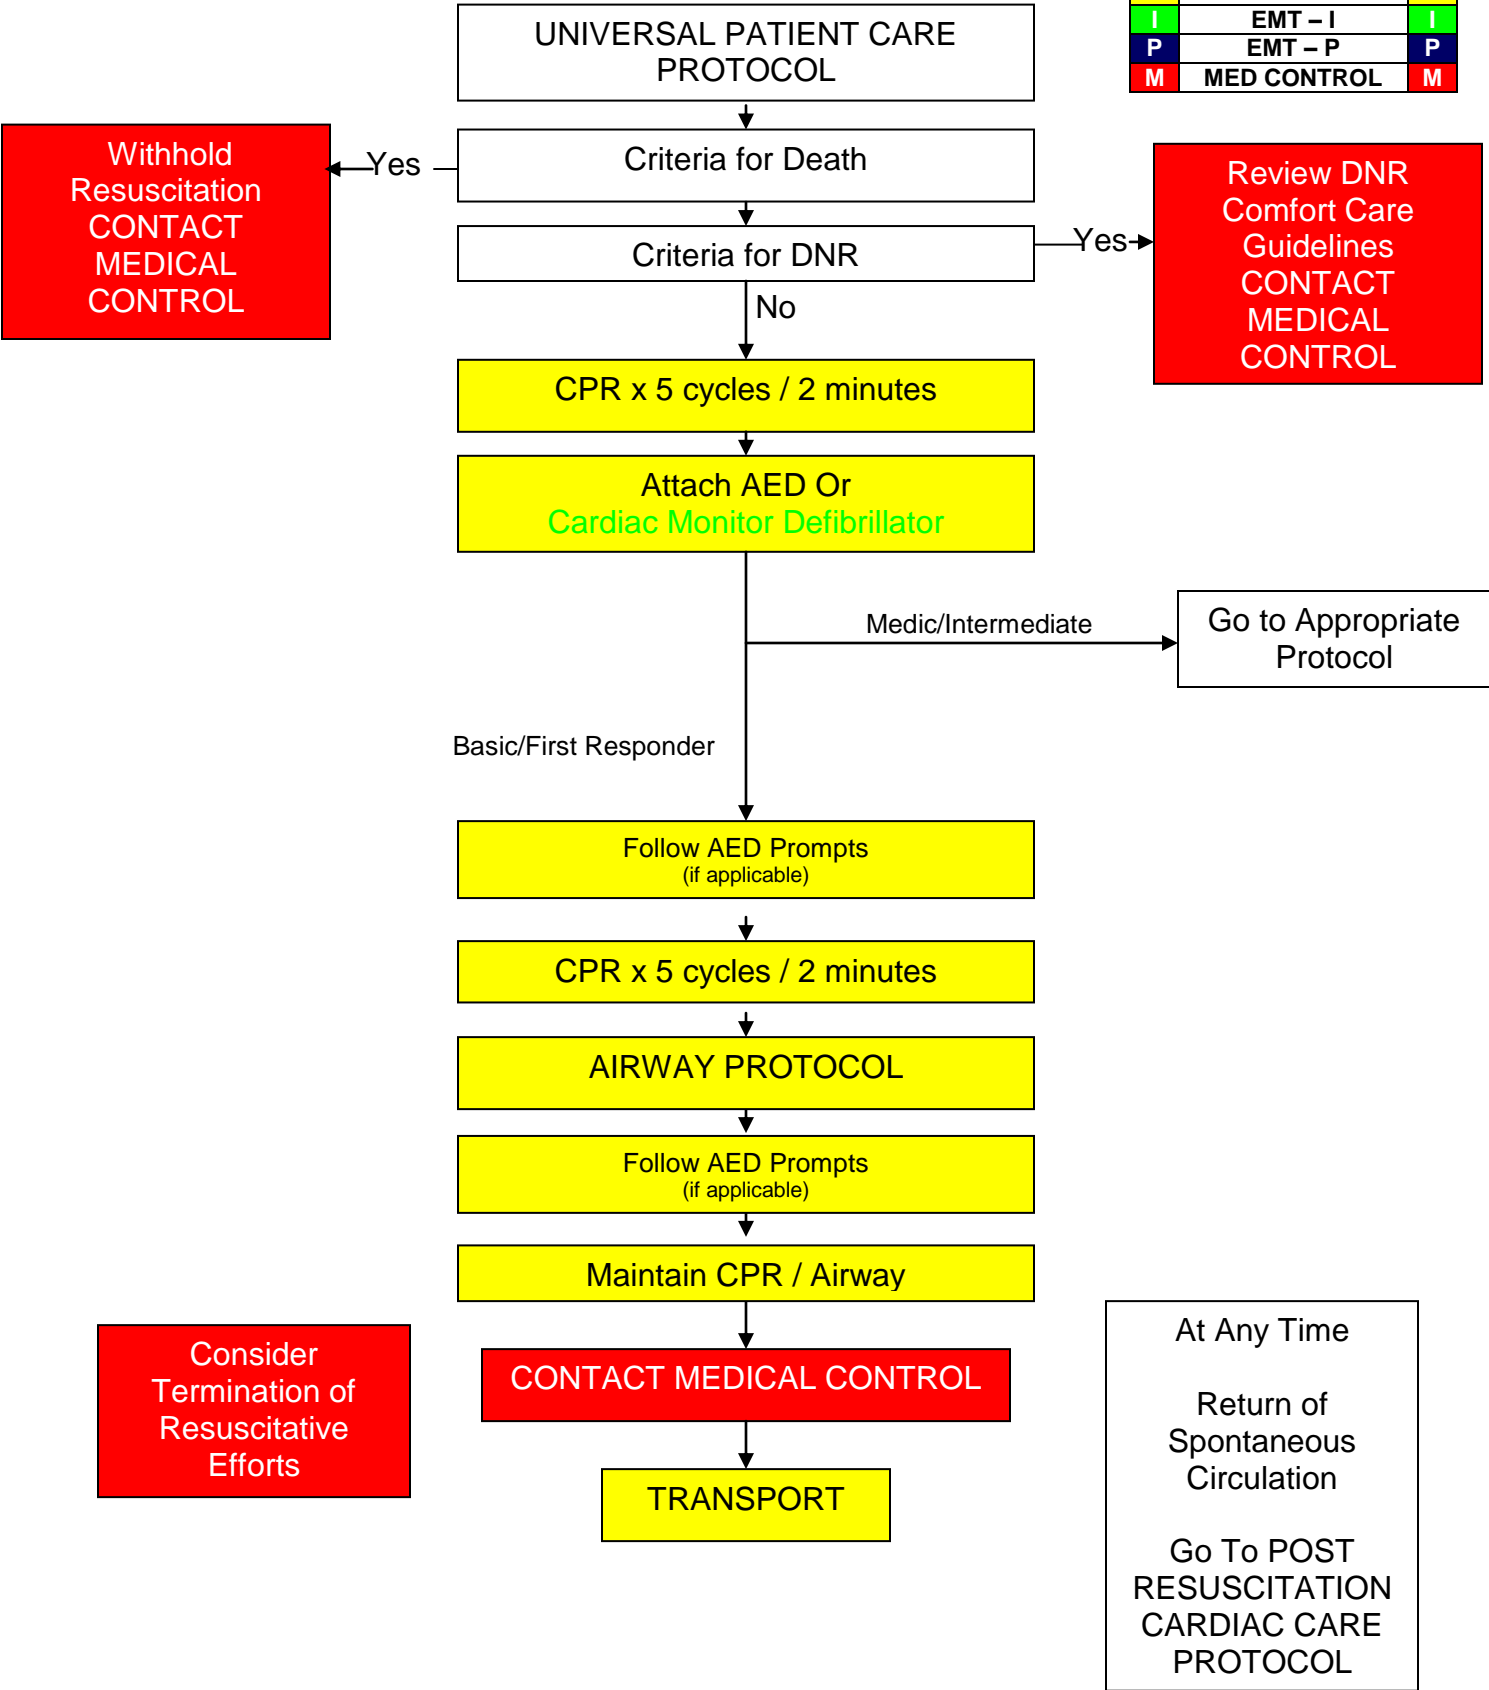 UNIVERSAL PATIENT CARE
PROTOCOL
I EMT – I I
P EMT – P P
M MED CONTROL M
Withhold
Resuscitation
CONTACT
MEDICAL
CONTROL
Yes
Criteria for Death
Criteria for DNR
Yes
Review DNR
Comfort Care
Guidelines
CONTACT
MEDICAL
CONTROL
No
CPR x 5 cycles / 2 minutes
Attach AED Or
Cardiac Monitor Defibrillator
Medic/Intermediate
Go to Appropriate
Protocol
Basic/First Responder
Follow AED Prompts
(if applicable)
CPR x 5 cycles / 2 minutes
AIRWAY PROTOCOL
Follow AED Prompts
(if applicable)
Maintain CPR / Airway
Consider
Termination of
Resuscitative
Efforts
CONTACT MEDICAL CONTROL
TRANSPORT
At Any Time
Return of
Spontaneous
Circulation
Go To POST
RESUSCITATION
CARDIAC CARE
PROTOCOL